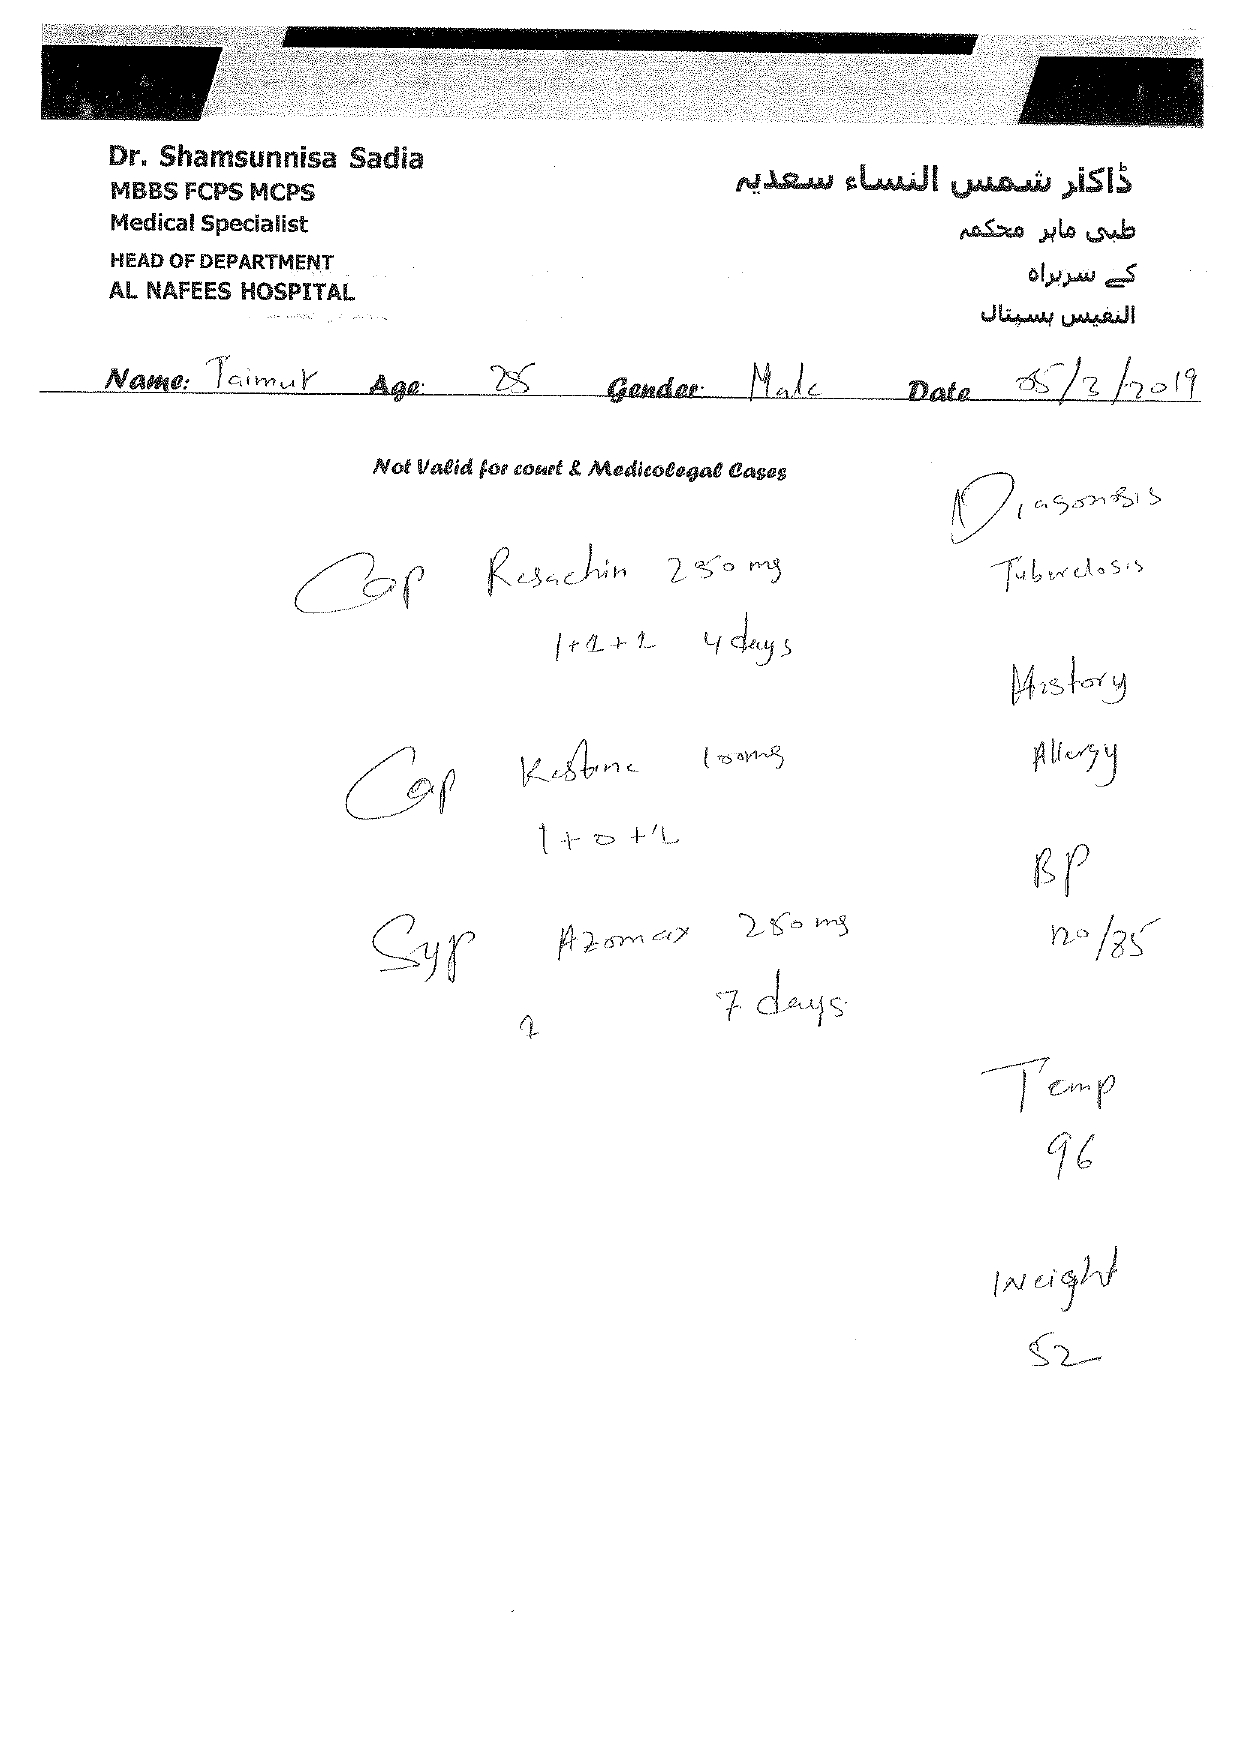 Dr. Shamsunnisa Sadia
MBBS FCPS MCPS
Medical Specialist
HEAD OF DEPARTMENT
AL NAFEES HOSPITAL
ڈاکٹر شمس النساء سعدیہ
طبی ماہر محکمہ
کے سربراہ
النفیس ہسپتال
Name: Taimur Age: 25 Gender: Male Date 05/3/2019
Not Valid for court & Medicolegal Cases
Diagonsis
Tuberclosis
Cap Resachin 250 mg
1+1+1 4 days
History
Allergy
Cap Kestine 100mg
1+0+1
BP
120/85
Syp Azomax 250 mg
7 days
1
Temp
96
Weight
52